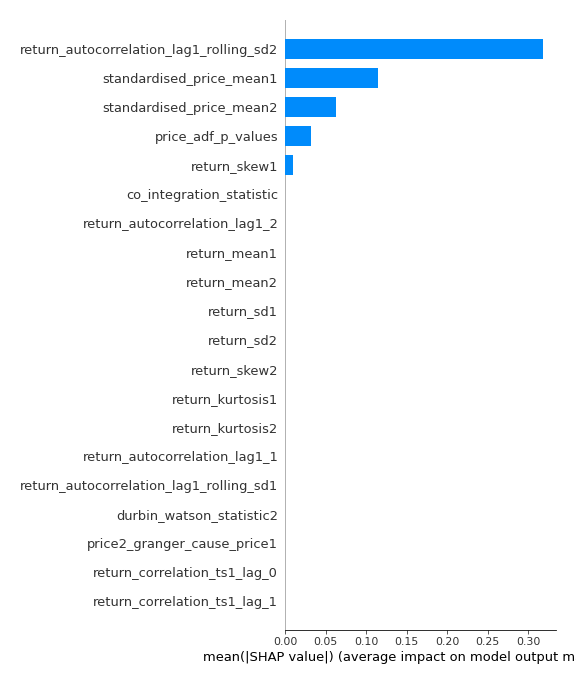 return_autocorrelation_lag1_rolling_sd2
standardised_price_mean1
standardised_price_mean2
price_adf_p_values
return_skew1
co_integration_statistic
return_autocorrelation_lag1_2
return_mean1
return_mean2
return_sd1
return_sd2
return_skew2
return_kurtosis1
return_kurtosis2
return_autocorrelation_lag1_1
return_autocorrelation_lag1_rolling_sd1
durbin_watson_statistic2
price2_granger_cause_price1
return_correlation_ts1_lag_0
return_correlation_ts1_lag_1
0.00 0.05 0.10 0.15 0.20 0.25 0.30
mean(|SHAP value|) (average impact on model output m